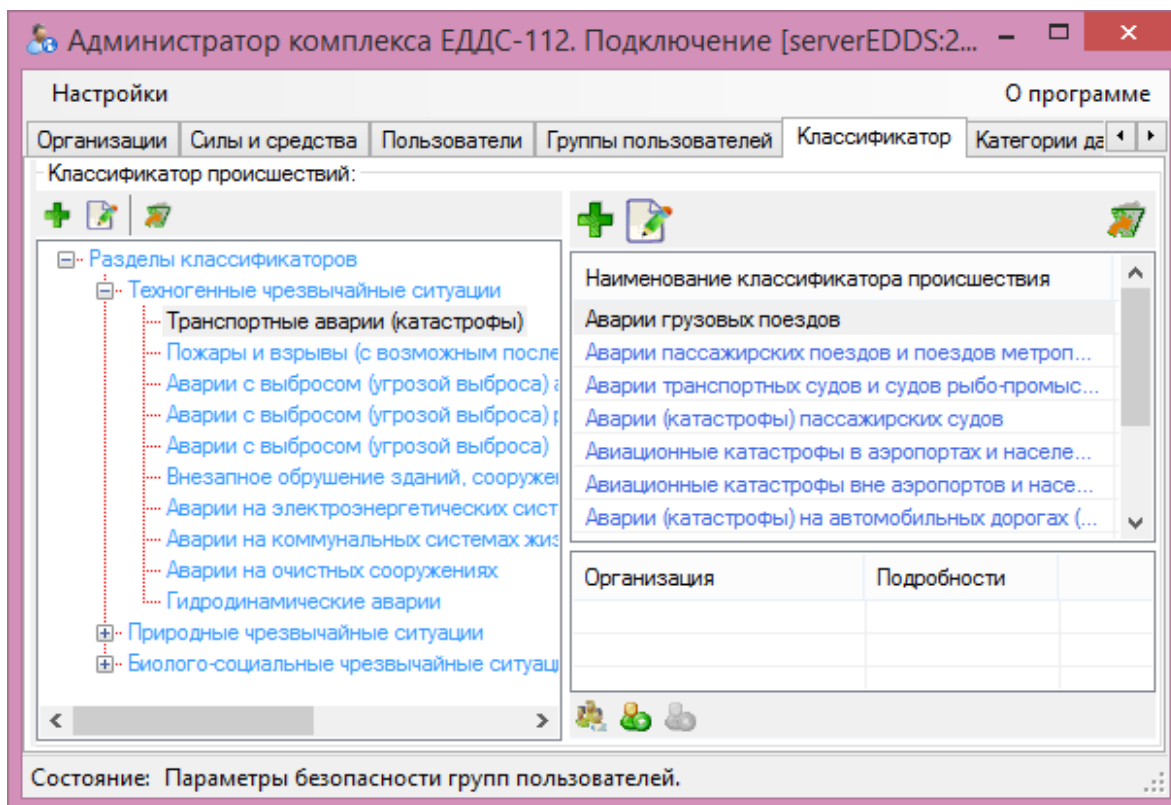 Администратор комплекса ЕДДС-112. Подключение [serverEDDS:2...
Настройки О программе
Организации Силы и средства Пользователи Группы пользователей Классификатор Категории да
Классификатор происшествий:
Разделы классификаторов
Техногенные чрезвычайные ситуации
Транспортные аварии (катастрофы)
Пожары и взрывы (с возможным после
Аварии с выбросом (угрозой выброса) а
Аварии с выбросом (угрозой выброса) р
Аварии с выбросом (угрозой выброса)
Внезапное обрушение зданий, сооружен
Аварии на электроэнергетических сист
Аварии на коммунальных системах жиз
Аварии на очистных сооружениях
Гидродинамические аварии
Природные чрезвычайные ситуации
Биолого-социальные чрезвычайные ситуац
Наименование классификатора происшествия
Аварии грузовых поездов
Аварии пассажирских поездов и поездов метроп...
Аварии транспортных судов и судов рыбо-промыс...
Аварии (катастрофы) пассажирских судов
Авиационные катастрофы в аэропортах и населе...
Авиационные катастрофы вне аэропортов и насе...
Аварии (катастрофы) на автомобильных дорогах (...
Организация Подробности
Состояние: Параметры безопасности групп пользователей.